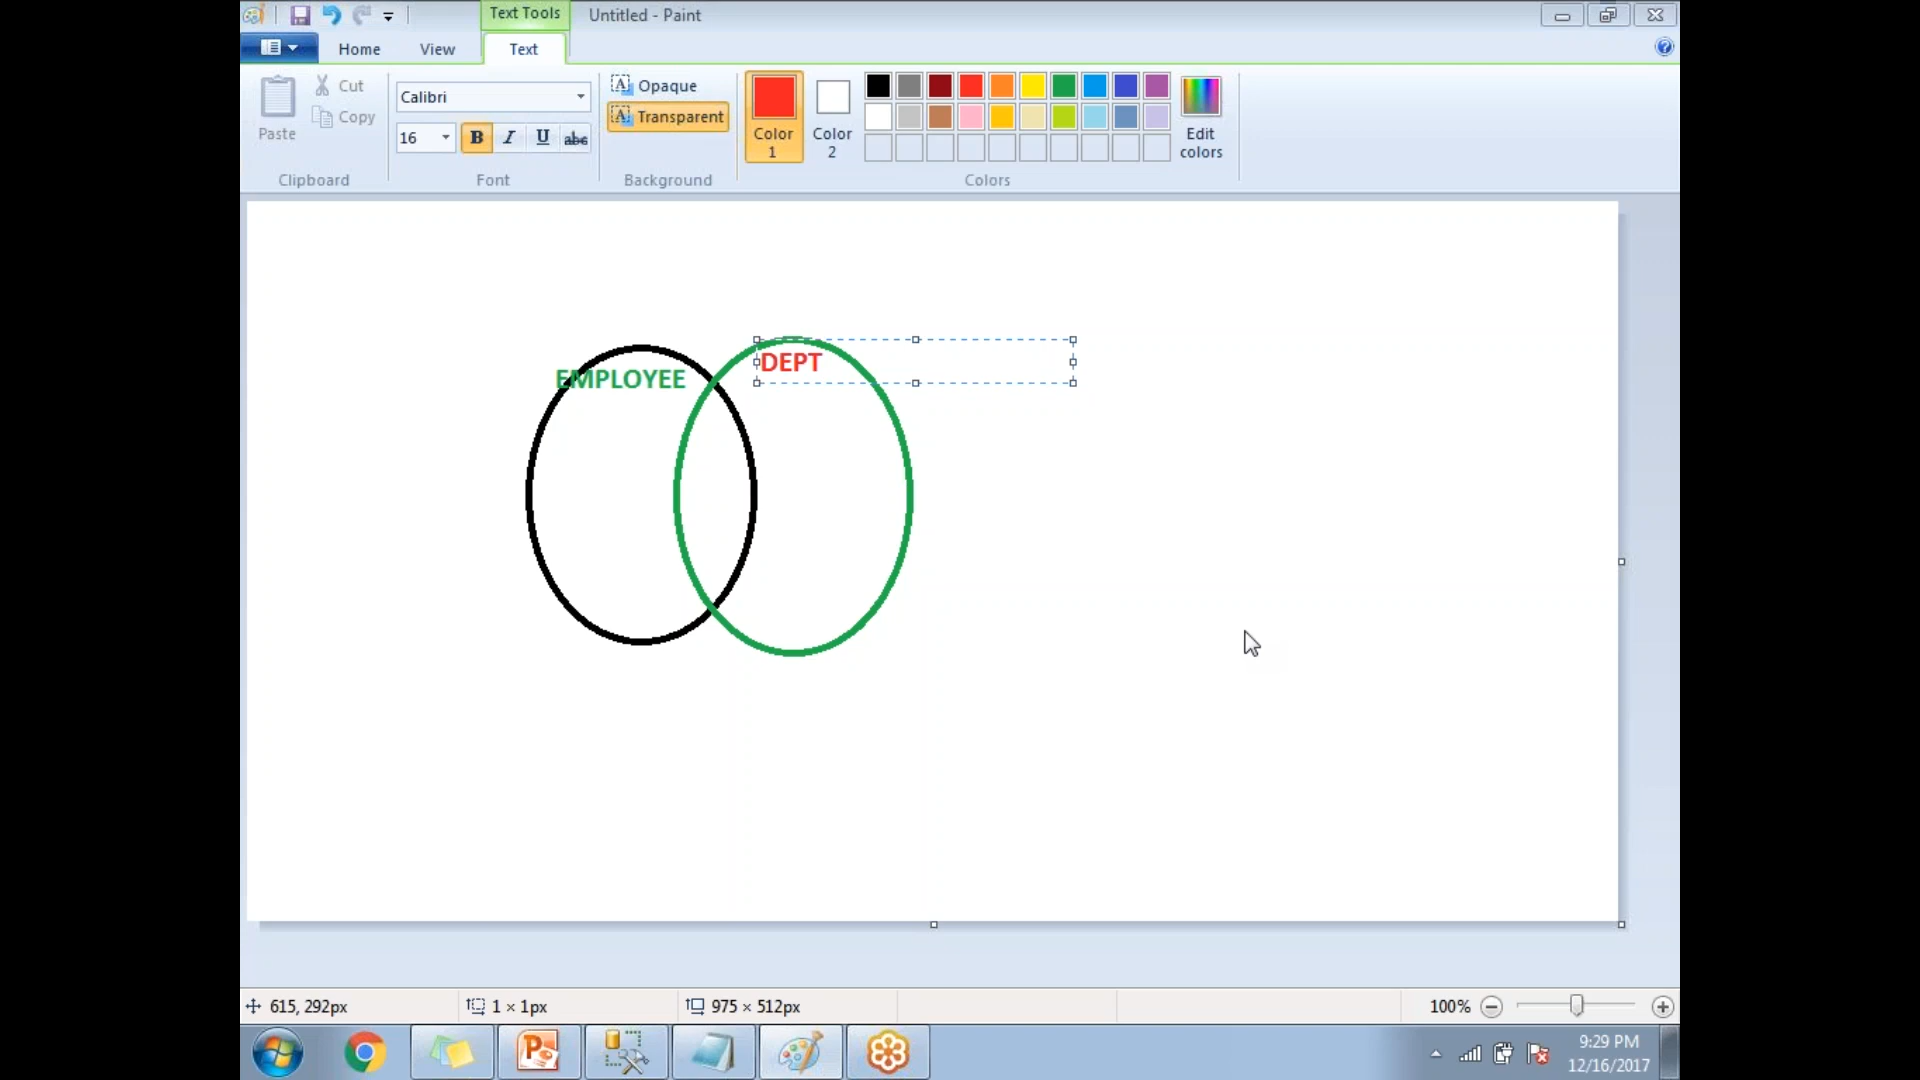 Text Tools
Untitled - Paint
Home
View
Text
Paste
Cut
Copy
Clipboard
Calibri
16
B
I
U
abc
Font
A Opaque
A Transparent
Background
Color
1
Color
2
Edit
colors
Colors
EMPLOYEE
DEPT
615, 292px
1 × 1px
975 × 512px
100%
9:29 PM
12/16/2017